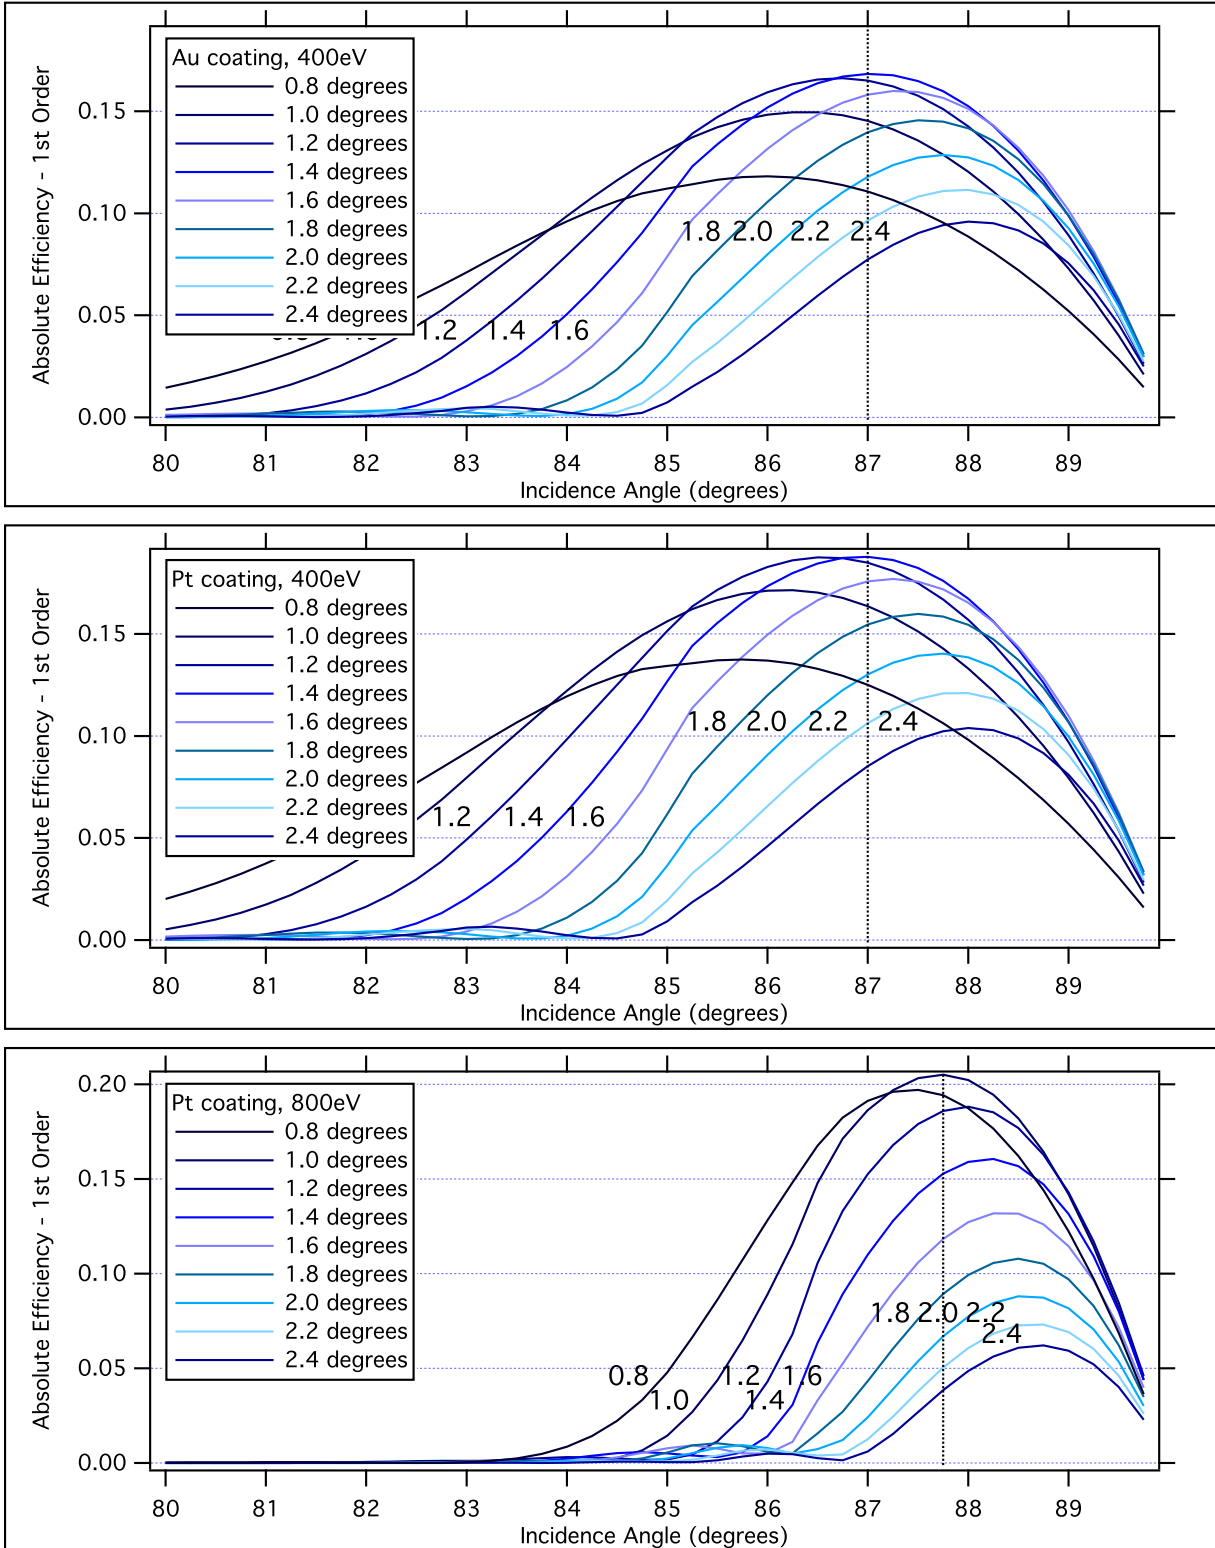 Au coating, 400eV
0.8 degrees
1.0 degrees
1.2 degrees
1.4 degrees
1.6 degrees
1.8 degrees
2.0 degrees
2.2 degrees
2.4 degrees
Absolute Efficiency - 1st Order
0.15
0.10
0.05
0.00
1.8 2.0 2.2 2.4
1.2 1.4 1.6
80 81 82 83 84 85 86 87 88 89
Incidence Angle (degrees)
Pt coating, 400eV
0.8 degrees
1.0 degrees
1.2 degrees
1.4 degrees
1.6 degrees
1.8 degrees
2.0 degrees
2.2 degrees
2.4 degrees
Absolute Efficiency - 1st Order
0.15
0.10
0.05
0.00
1.8 2.0 2.2 2.4
1.2 1.4 1.6
80 81 82 83 84 85 86 87 88 89
Incidence Angle (degrees)
Pt coating, 800eV
0.8 degrees
1.0 degrees
1.2 degrees
1.4 degrees
1.6 degrees
1.8 degrees
2.0 degrees
2.2 degrees
2.4 degrees
Absolute Efficiency - 1st Order
0.20
0.15
0.10
0.05
0.00
1.8 2.0 2.2
2.4
0.8 1.2 1.6
1.0 1.4
80 81 82 83 84 85 86 87 88 89
Incidence Angle (degrees)